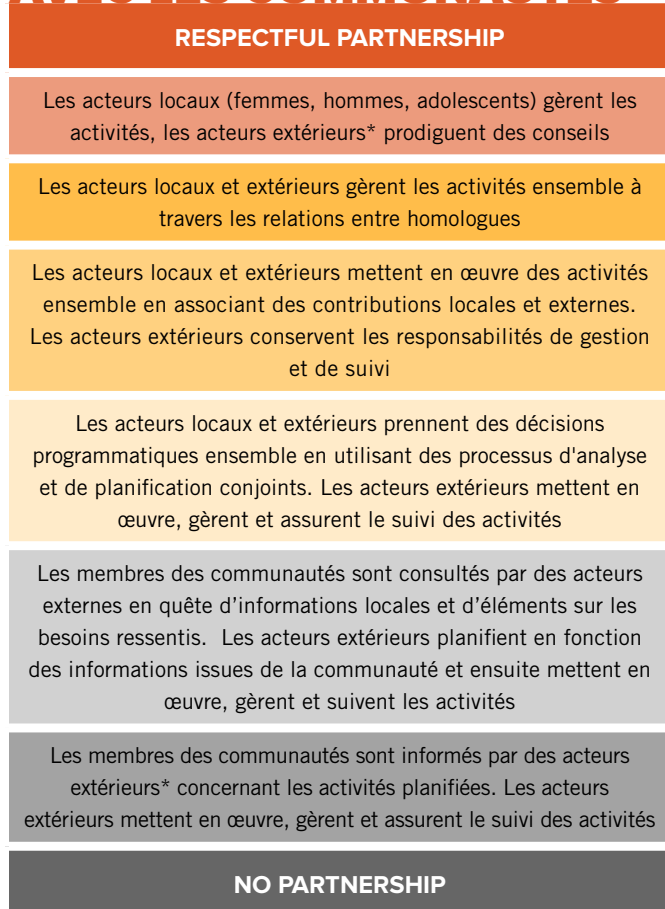 AVEC LES COMMUNAUTÉS
RESPECTFUL PARTNERSHIP
Les acteurs locaux (femmes, hommes, adolescents) gèrent les
activités, les acteurs extérieurs* prodiguent des conseils
Les acteurs locaux et extérieurs gèrent les activités ensemble à
travers les relations entre homologues
Les acteurs locaux et extérieurs mettent en œuvre des activités
ensemble en associant des contributions locales et externes.
Les acteurs extérieurs conservent les responsabilités de gestion
et de suivi
Les acteurs locaux et extérieurs prennent des décisions
programmatiques ensemble en utilisant des processus d'analyse
et de planification conjoints. Les acteurs extérieurs mettent en
œuvre, gèrent et assurent le suivi des activités
Les membres des communautés sont consultés par des acteurs
externes en quête d’informations locales et d’éléments sur les
besoins ressentis. Les acteurs extérieurs planifient en fonction
des informations issues de la communauté et ensuite mettent en
œuvre, gèrent et suivent les activités
Les membres des communautés sont informés par des acteurs
extérieurs* concernant les activités planifiées. Les acteurs
extérieurs mettent en œuvre, gèrent et assurent le suivi des activités
NO PARTNERSHIP